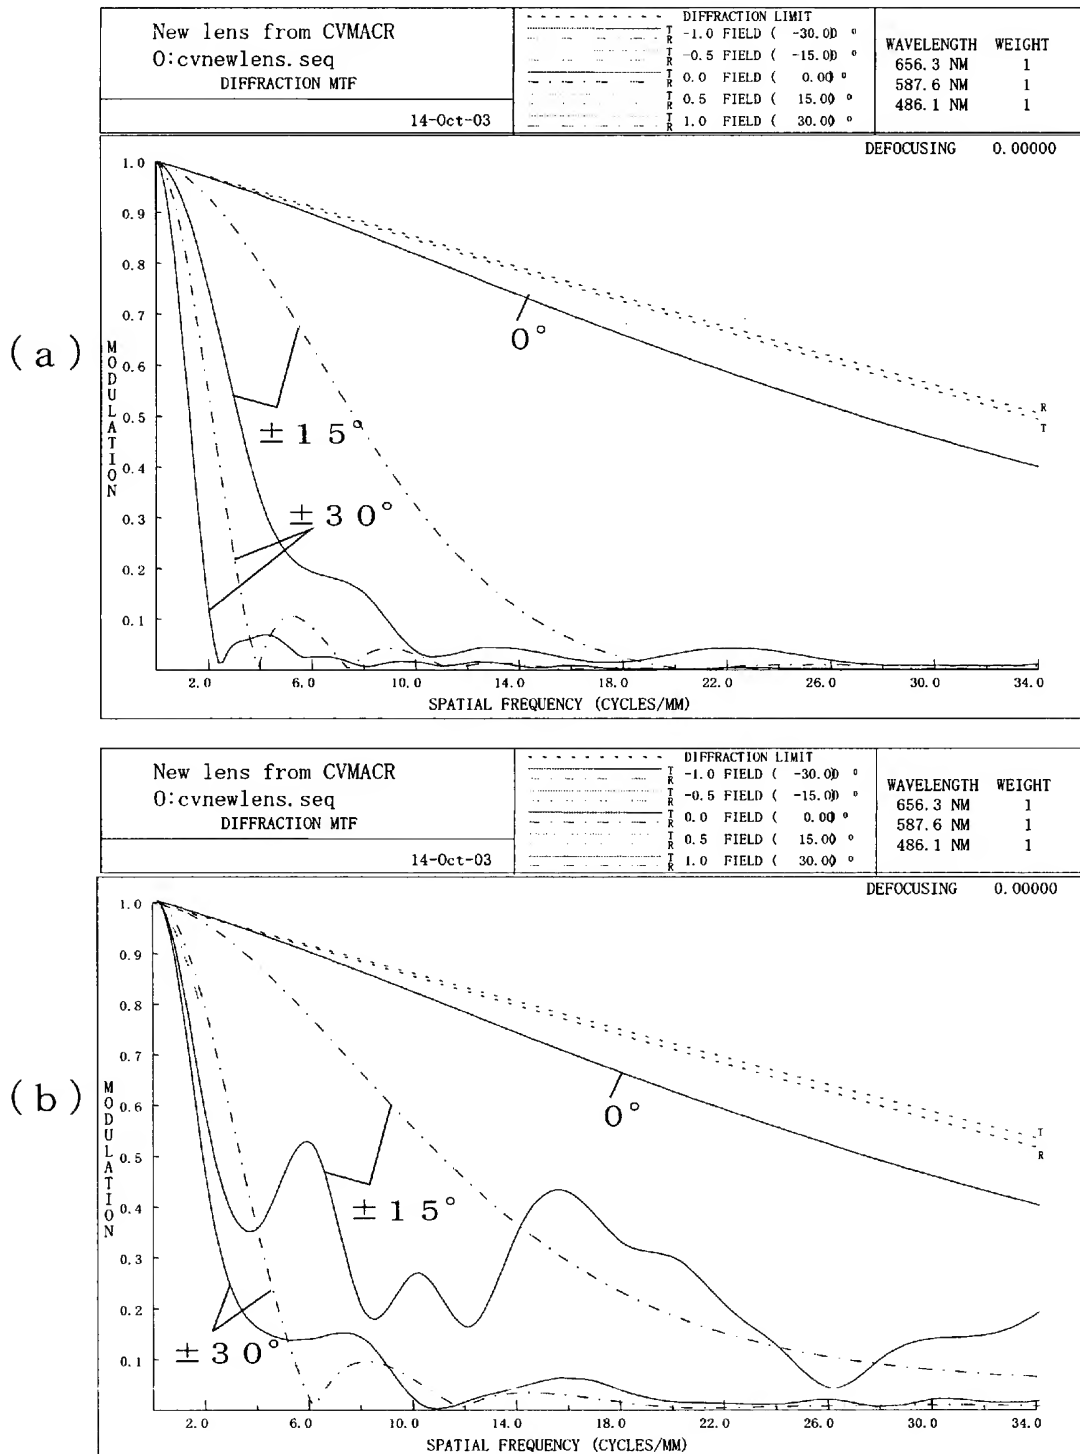 New lens from CVMACR
O:cvnewlens.seq
DIFFRACTION MTF
14-Oct-03
DIFFRACTION LIMIT
T R -1.0 FIELD ( -30.00) °
T R -0.5 FIELD ( -15.00) °
T R 0.0 FIELD ( 0.00) °
T R 0.5 FIELD ( 15.00) °
T R 1.0 FIELD ( 30.00) °
WAVELENGTH WEIGHT
656.3 NM 1
587.6 NM 1
486.1 NM 1
DEFOCUSING 0.00000
(a)
MODULATION
1.0
0.9
0.8
0.7
0.6
0.5
0.4
0.3
0.2
0.1
0°
±15°
±30°
R
T
2.0 6.0 10.0 14.0 18.0 22.0 26.0 30.0 34.0
SPATIAL FREQUENCY (CYCLES/MM)
New lens from CVMACR
O:cvnewlens.seq
DIFFRACTION MTF
14-Oct-03
DIFFRACTION LIMIT
T R -1.0 FIELD ( -30.00) °
T R -0.5 FIELD ( -15.00) °
T R 0.0 FIELD ( 0.00) °
T R 0.5 FIELD ( 15.00) °
T R 1.0 FIELD ( 30.00) °
WAVELENGTH WEIGHT
656.3 NM 1
587.6 NM 1
486.1 NM 1
DEFOCUSING 0.00000
(b)
MODULATION
1.0
0.9
0.8
0.7
0.6
0.5
0.4
0.3
0.2
0.1
0°
±15°
±30°
T
R
2.0 6.0 10.0 14.0 18.0 22.0 26.0 30.0 34.0
SPATIAL FREQUENCY (CYCLES/MM)